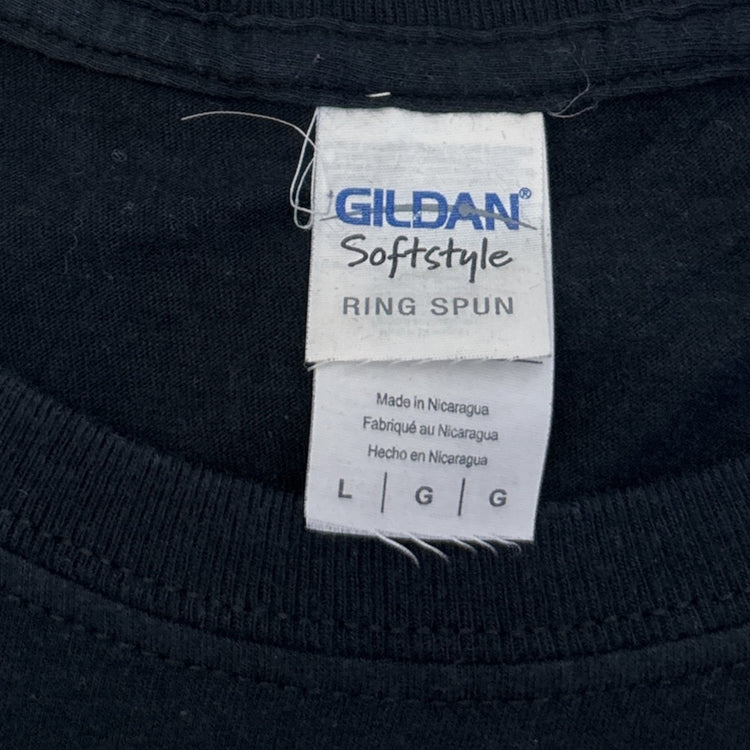 GILDAN®
Softstyle
RING SPUN
Made in Nicaragua
Fabriqué au Nicaragua
Hecho en Nicaragua
L | G | G